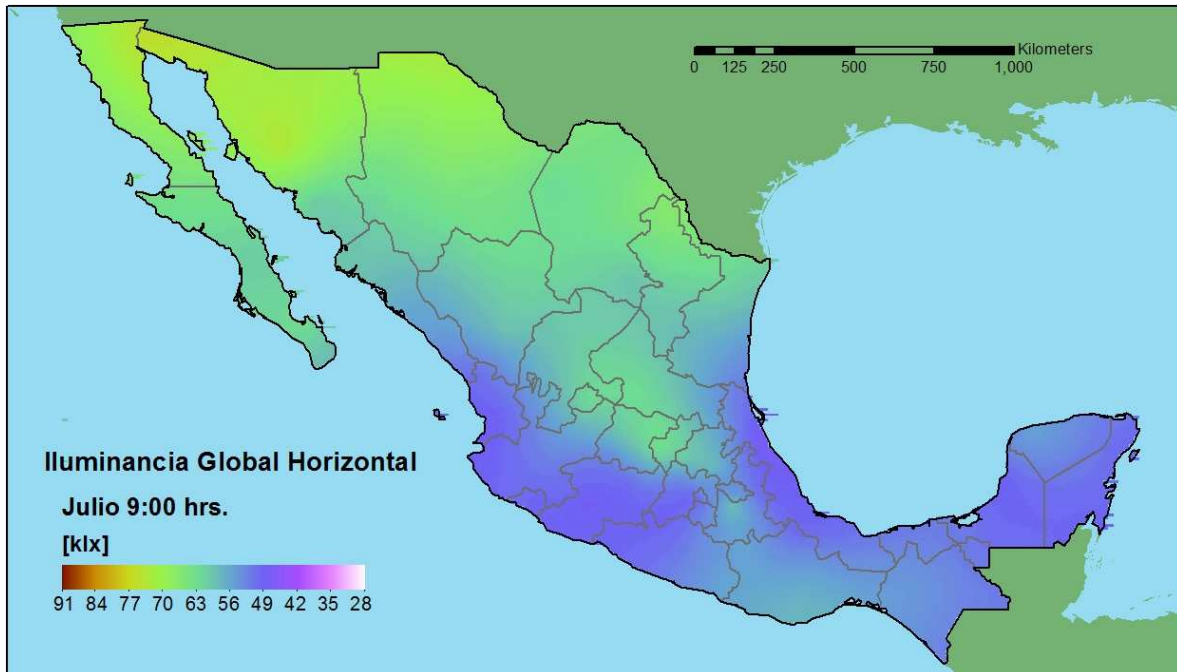 Kilometers
0 125 250 500 750 1,000
Iluminancia Global Horizontal
Julio 9:00 hrs.
[klx]
91 84 77 70 63 56 49 42 35 28